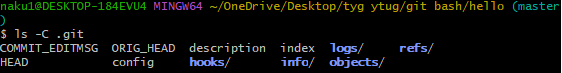 naku1@DESKTOP-184EVU4 MINGW64 ~/OneDrive/Desktop/tyg ytug/git bash/hello (master
)
$ ls -C .git
COMMIT_EDITMSG  ORIG_HEAD  description  index  logs/     refs/
HEAD            config     hooks/       info/  objects/